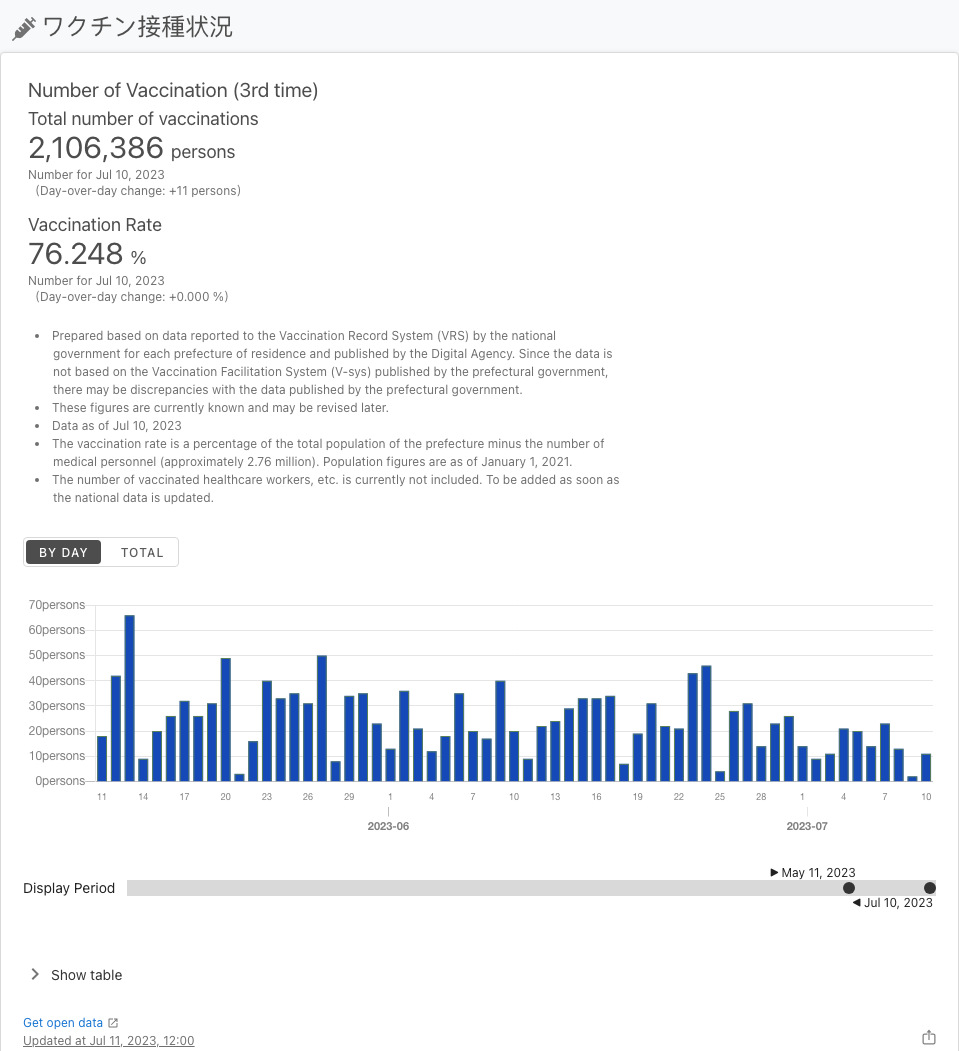 ワクチン接種状況
Number of Vaccination (3rd time)
Total number of vaccinations
2,106,386 persons
Number for Jul 10, 2023
(Day-over-day change: +11 persons)
Vaccination Rate
76.248 %
Number for Jul 10, 2023
(Day-over-day change: +0.000 %)
• Prepared based on data reported to the Vaccination Record System (VRS) by the national
government for each prefecture of residence and published by the Digital Agency. Since the data is
not based on the Vaccination Facilitation System (V-sys) published by the prefectural government,
there may be discrepancies with the data published by the prefectural government.
• These figures are currently known and may be revised later.
• Data as of Jul 10, 2023
• The vaccination rate is a percentage of the total population of the prefecture minus the number of
medical personnel (approximately 2.76 million). Population figures are as of January 1, 2021.
• The number of vaccinated healthcare workers, etc. is currently not included. To be added as soon as
the national data is updated.
BY DAY TOTAL
70persons
60persons
50persons
40persons
30persons
20persons
10persons
0persons
11 14 17 20 23 26 29 1 4 7 10 13 16 19 22 25 28 1 4 7 10
2023-06 2023-07
▶ May 11, 2023
Display Period
◀ Jul 10, 2023
Show table
Get open data
Updated at Jul 11, 2023, 12:00